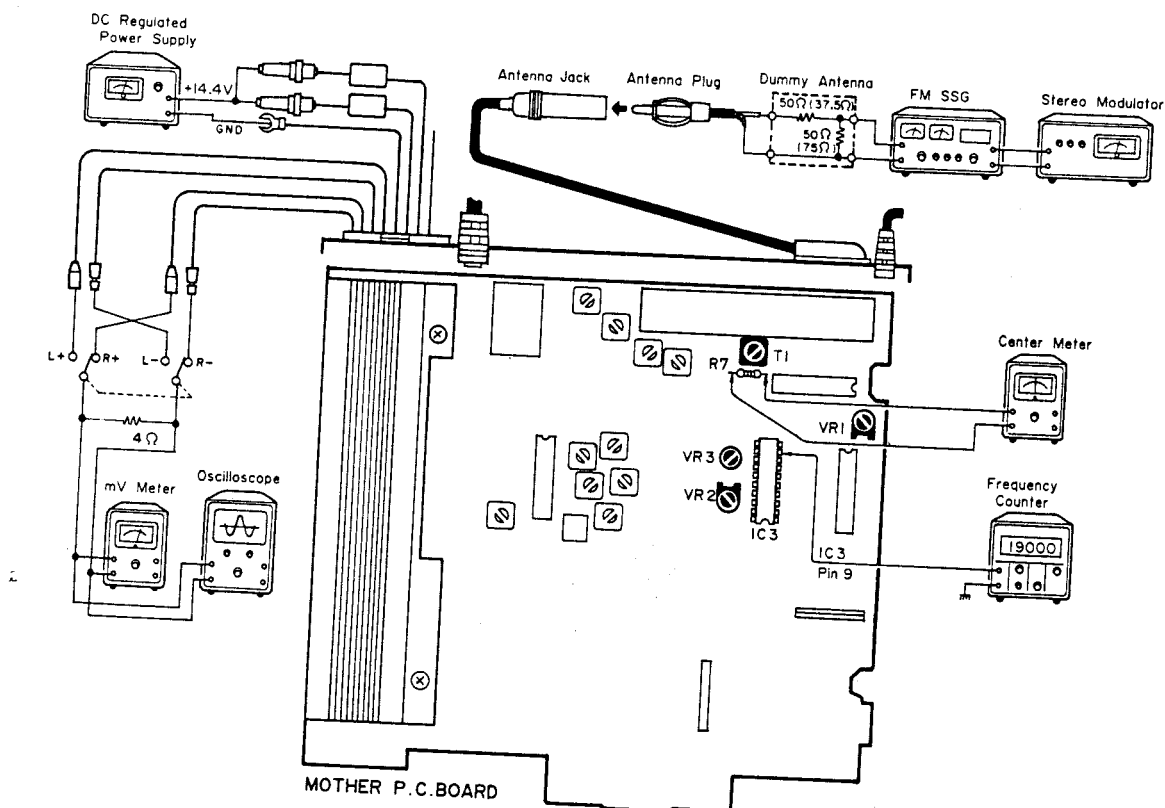 DC Regulated
Power Supply
+14.4V
GND
Antenna Jack
Antenna Plug
Dummy Antenna
50Ω(37.5Ω)
50Ω
(75Ω)
FM SSG
Stereo Modulator
L+
R+
L-
R-
4Ω
mV Meter
Oscilloscope
T1
R7
VR1
VR3
VR2
IC3
IC3
Pin 9
Center Meter
Frequency
Counter
19000
MOTHER P.C.BOARD